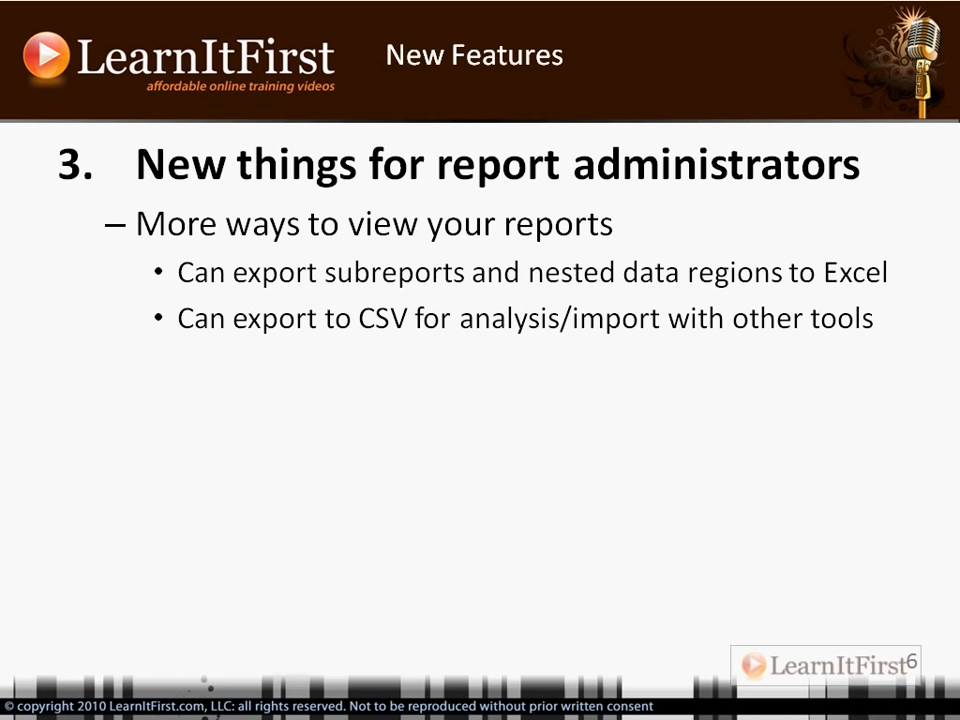 LearnItFirst
affordable online training videos
New Features
3. New things for report administrators
– More ways to view your reports
• Can export subreports and nested data regions to Excel
• Can export to CSV for analysis/import with other tools
LearnItFirst
6
© copyright 2010 LearnItFirst.com, LLC: all rights reserved. Not to be reproduced without prior written consent